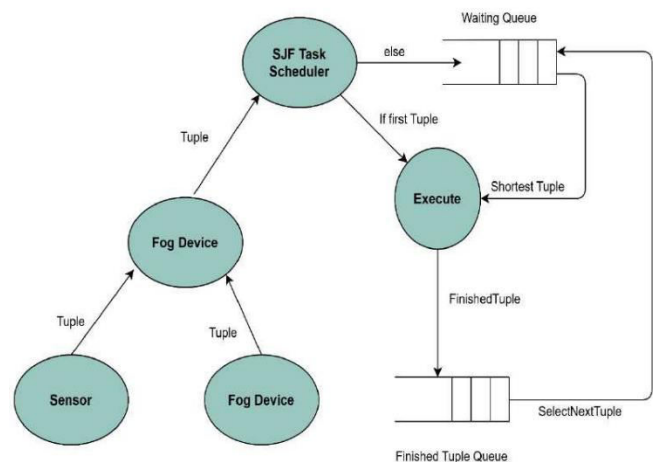 Waiting Queue
SJF Task
Scheduler
else
If first Tuple
Tuple
Shortest Tuple
Execute
Fog Device
FinishedTuple
Tuple
Tuple
Sensor
Fog Device
SelectNextTuple
Finished Tuple Queue